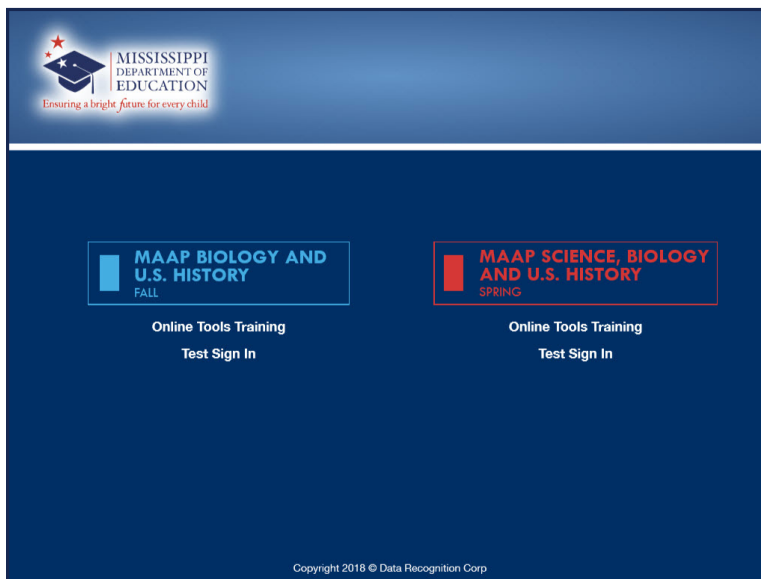 MISSISSIPPI
DEPARTMENT OF
EDUCATION
Ensuring a bright future for every child
MAAP BIOLOGY AND
U.S. HISTORY
FALL
Online Tools Training
Test Sign In
MAAP SCIENCE, BIOLOGY
AND U.S. HISTORY
SPRING
Online Tools Training
Test Sign In
Copyright 2018 © Data Recognition Corp